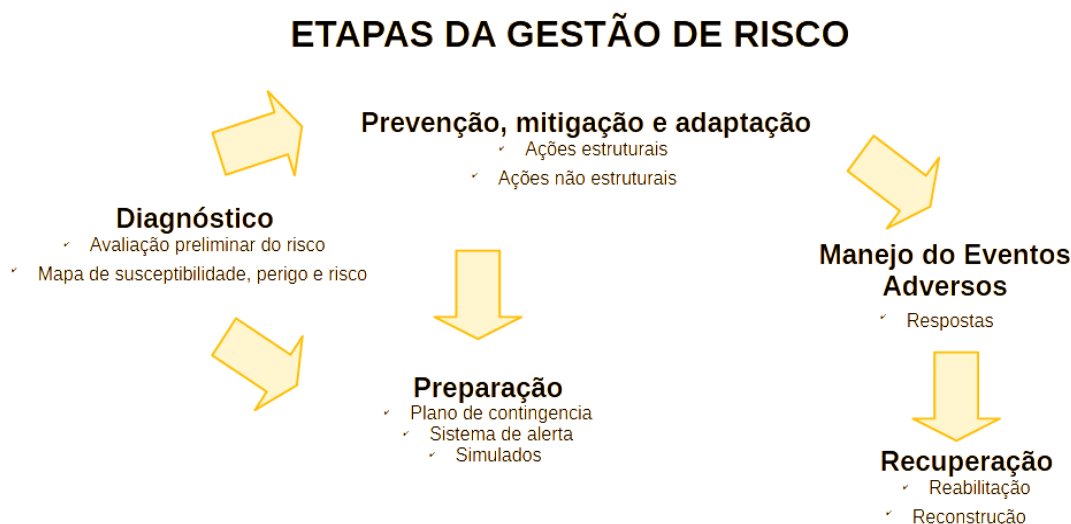 ETAPAS DA GESTÃO DE RISCO
Prevenção, mitigação e adaptação
Ações estruturais
Ações não estruturais
Diagnóstico
Avaliação preliminar do risco
Mapa de susceptibilidade, perigo e risco
Manejo do Eventos
Adversos
Respostas
Preparação
Plano de contingencia
Sistema de alerta
Simulados
Recuperação
Reabilitação
Reconstrucão